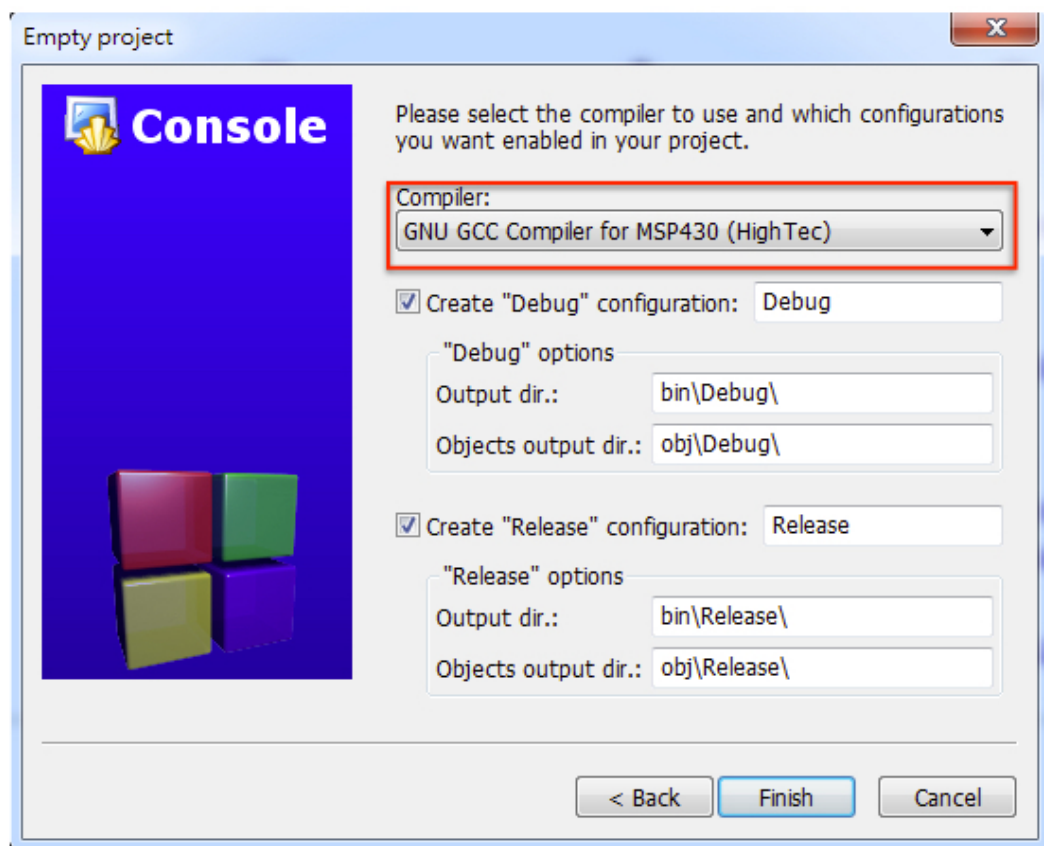 Empty project
Console
Please select the compiler to use and which configurations
you want enabled in your project.
Compiler:
GNU GCC Compiler for MSP430 (HighTec)
Create "Debug" configuration: Debug
"Debug" options
Output dir.: bin\Debug\
Objects output dir.: obj\Debug\
Create "Release" configuration: Release
"Release" options
Output dir.: bin\Release\
Objects output dir.: obj\Release\
< Back Finish Cancel